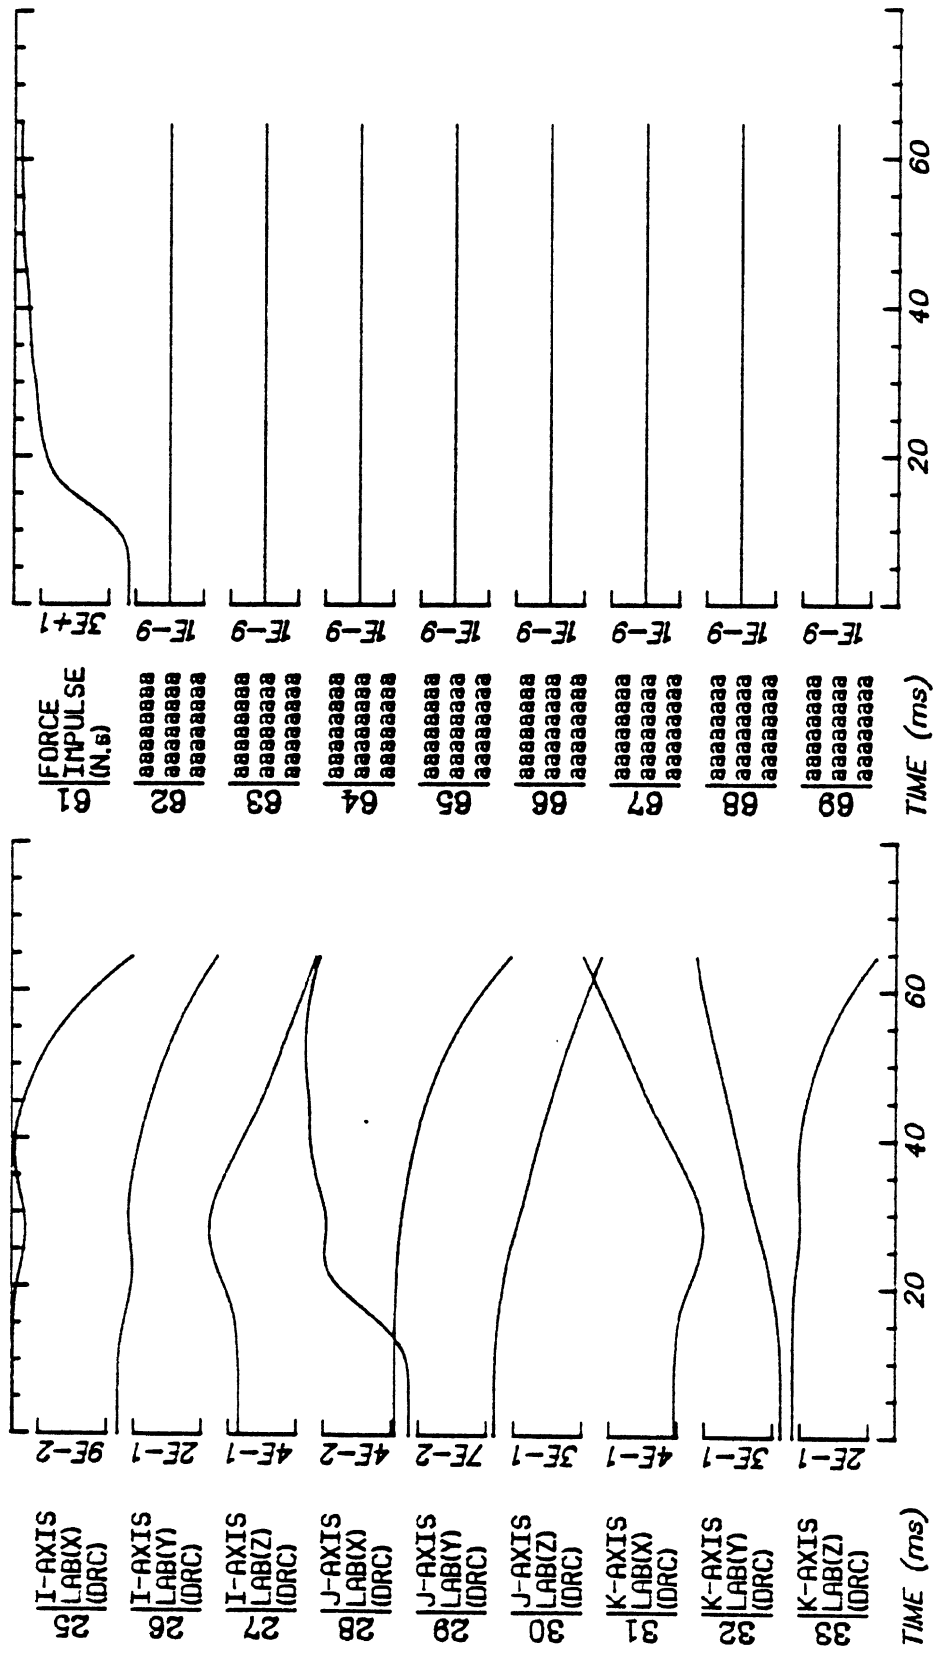 25
I-AXIS
LAB(X)
(DRC)
9E-2
26
I-AXIS
LAB(Y)
(DRC)
2E-1
27
I-AXIS
LAB(Z)
(DRC)
4E-1
28
J-AXIS
LAB(X)
(DRC)
4E-2
29
J-AXIS
LAB(Y)
(DRC)
7E-2
30
J-AXIS
LAB(Z)
(DRC)
3E-1
31
K-AXIS
LAB(X)
(DRC)
4E-1
32
K-AXIS
LAB(Y)
(DRC)
3E-1
33
K-AXIS
LAB(Z)
(DRC)
2E-1
TIME (ms) 20 40 60
61
FORCE
IMPULSE
(N.s)
3E+1
62
aaaaaaaa
aaaaaaaa
aaaaaaaa
1E-9
63
aaaaaaaa
aaaaaaaa
aaaaaaaa
1E-9
64
aaaaaaaa
aaaaaaaa
aaaaaaaa
1E-9
65
aaaaaaaa
aaaaaaaa
aaaaaaaa
1E-9
66
aaaaaaaa
aaaaaaaa
aaaaaaaa
1E-9
67
aaaaaaaa
aaaaaaaa
aaaaaaaa
1E-9
68
aaaaaaaa
aaaaaaaa
aaaaaaaa
1E-9
69
aaaaaaaa
aaaaaaaa
aaaaaaaa
1E-9
TIME (ms) 20 40 60